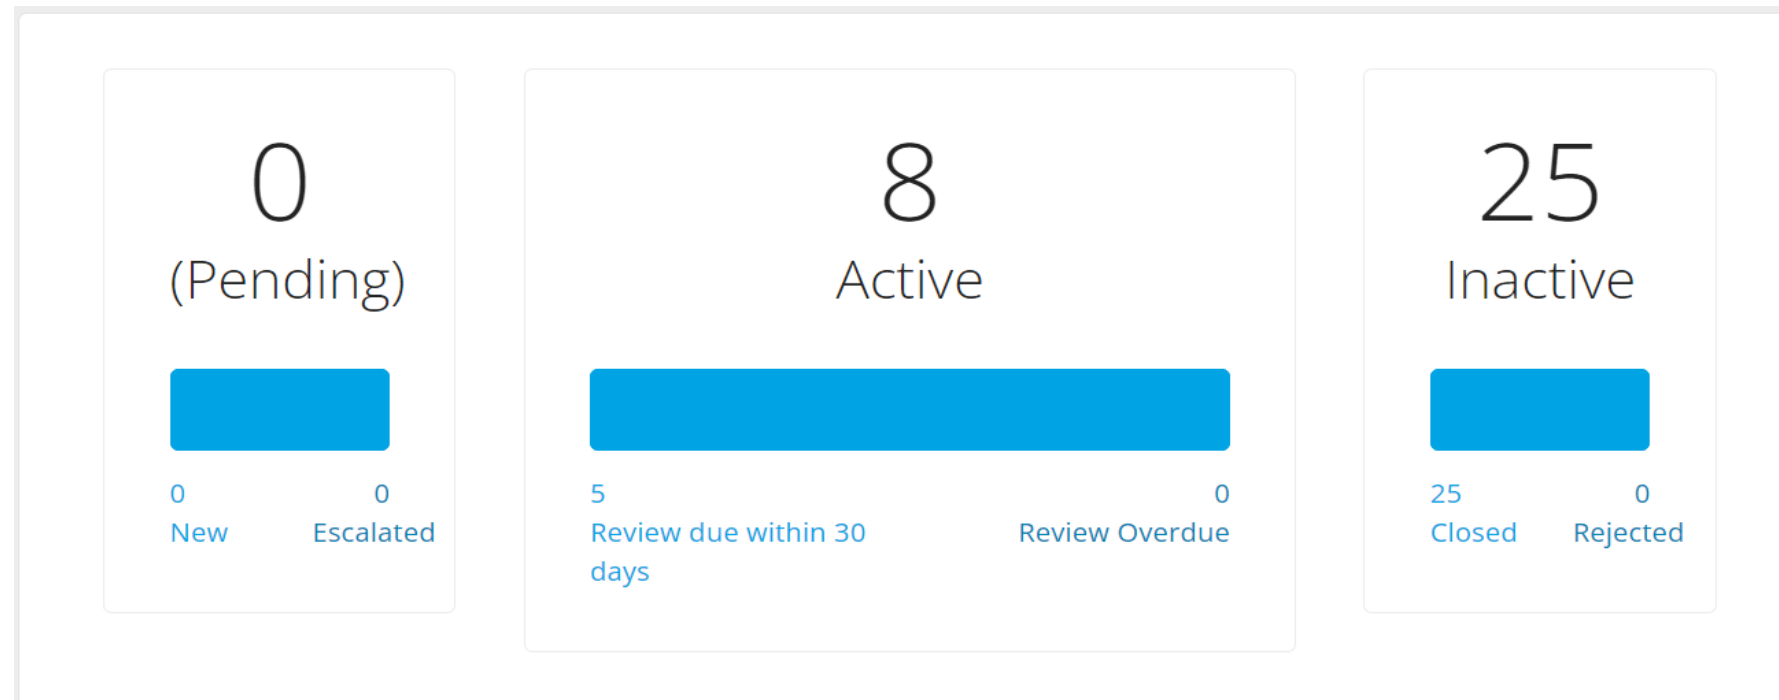 0
(Pending)
0 0
New Escalated
8
Active
5 0
Review due within 30 Review Overdue
days
25
Inactive
25 0
Closed Rejected